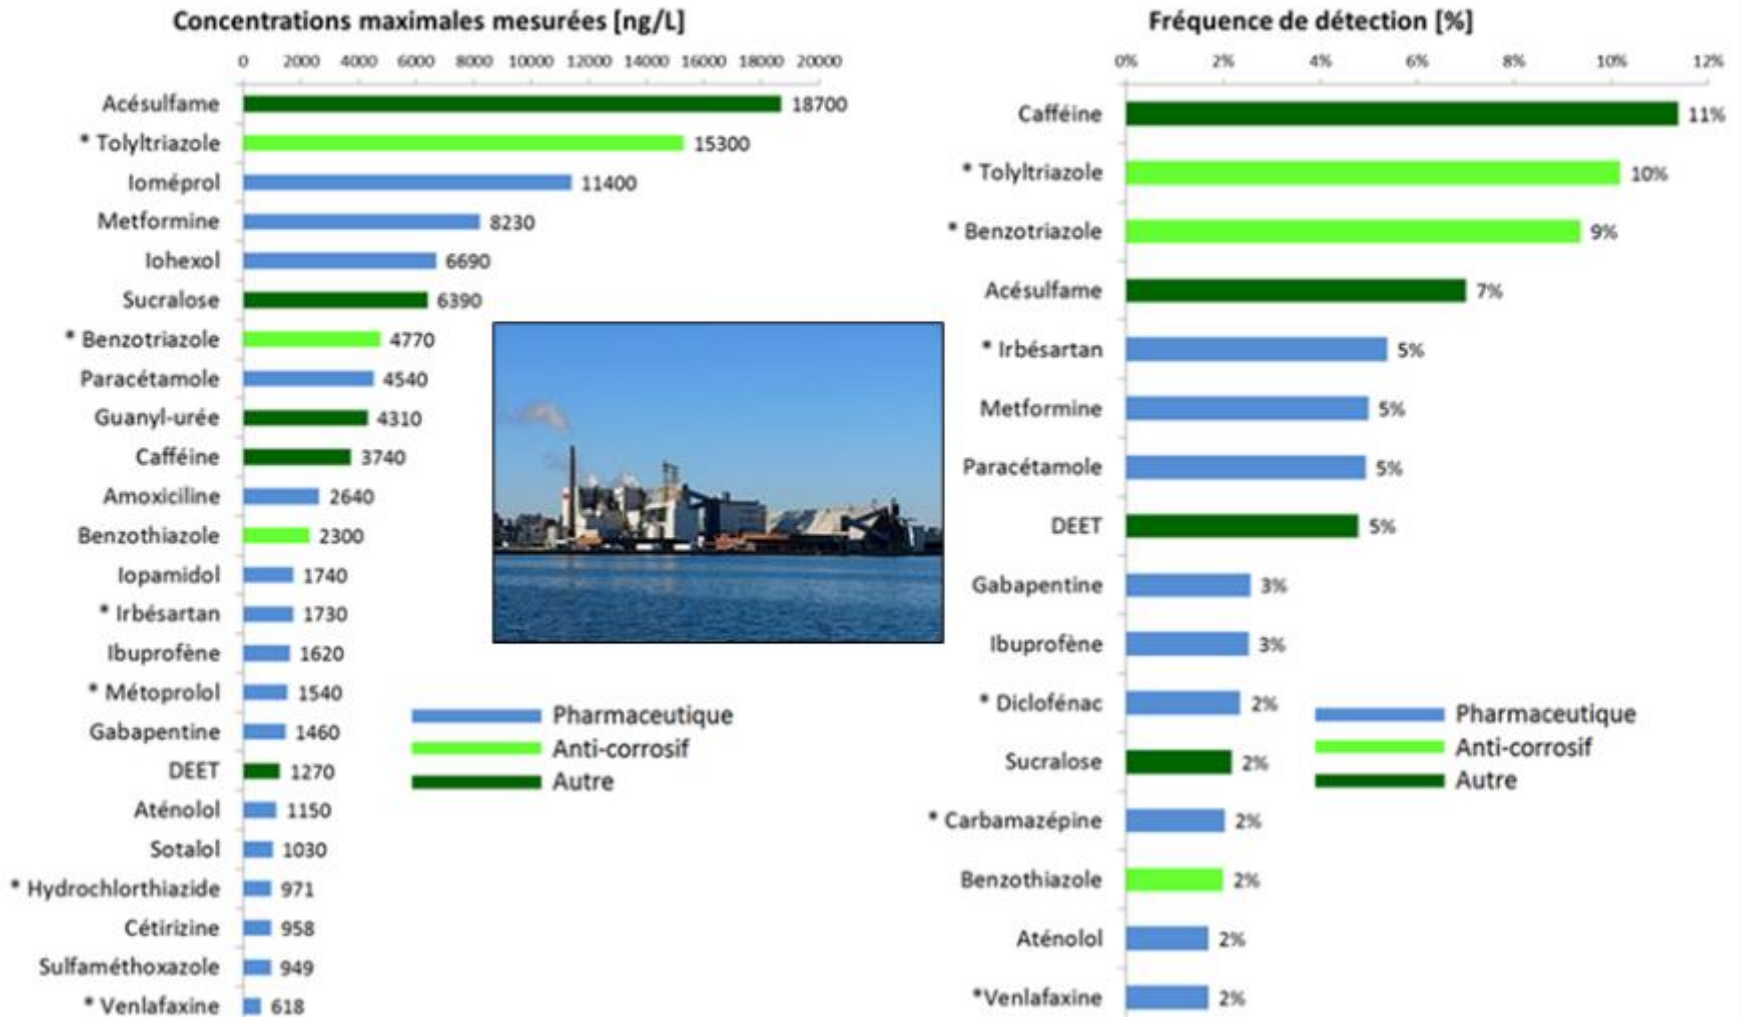 Concentrations maximales mesurées [ng/L]
0 2000 4000 6000 8000 10000 12000 14000 16000 18000 20000
Acésulfame 18700
* Tolyltriazole 15300
Ioméprol 11400
Metformine 8230
Iohexol 6690
Sucralose 6390
* Benzotriazole 4770
Paracétamole 4540
Guanyl-urée 4310
Cafféine 3740
Amoxiciline 2640
Benzothiazole 2300
Iopamidol 1740
* Irbésartan 1730
Ibuprofène 1620
* Métoprolol 1540
Gabapentine 1460
DEET 1270
Aténolol 1150
Sotalol 1030
* Hydrochlorthiazide 971
Cétirizine 958
Sulfaméthoxazole 949
* Venlafaxine 618
Pharmaceutique
Anti-corrosif
Autre
Fréquence de détection [%]
0% 2% 4% 6% 8% 10% 12%
Cafféine 11%
* Tolyltriazole 10%
* Benzotriazole 9%
Acésulfame 7%
* Irbésartan 5%
Metformine 5%
Paracétamole 5%
DEET 5%
Gabapentine 3%
Ibuprofène 3%
* Diclofénac 2%
Sucralose 2%
* Carbamazépine 2%
Benzothiazole 2%
Aténolol 2%
*Venlafaxine 2%
Pharmaceutique
Anti-corrosif
Autre